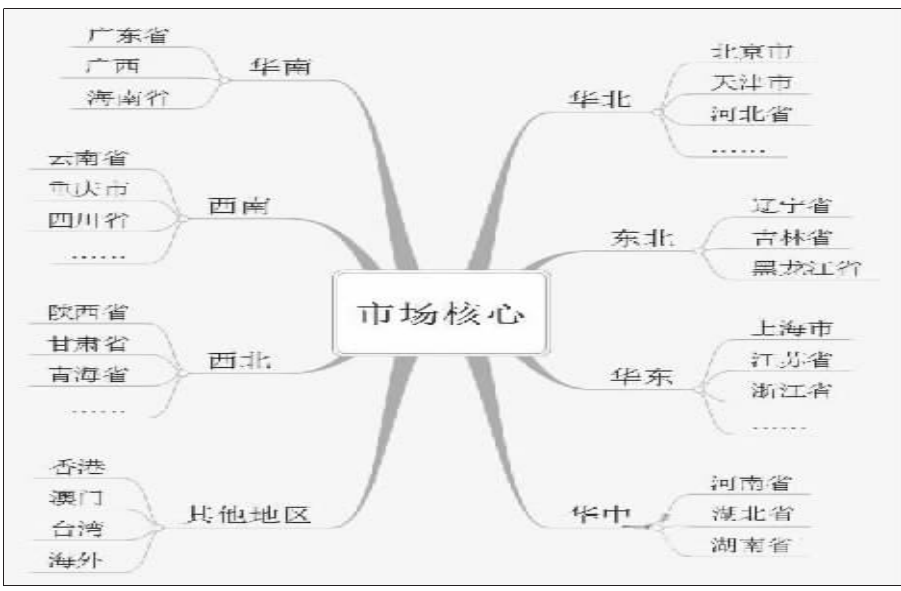 市场核心
华南
广东省
广西
海南省
西南
云南省
重庆市
四川省
……
西北
陕西省
甘肃省
青海省
……
其他地区
香港
澳门
台湾
海外
华北
北京市
天津市
河北省
……
东北
辽宁省
吉林省
黑龙江省
华东
上海市
江苏省
浙江省
……
华中
河南省
湖北省
湖南省